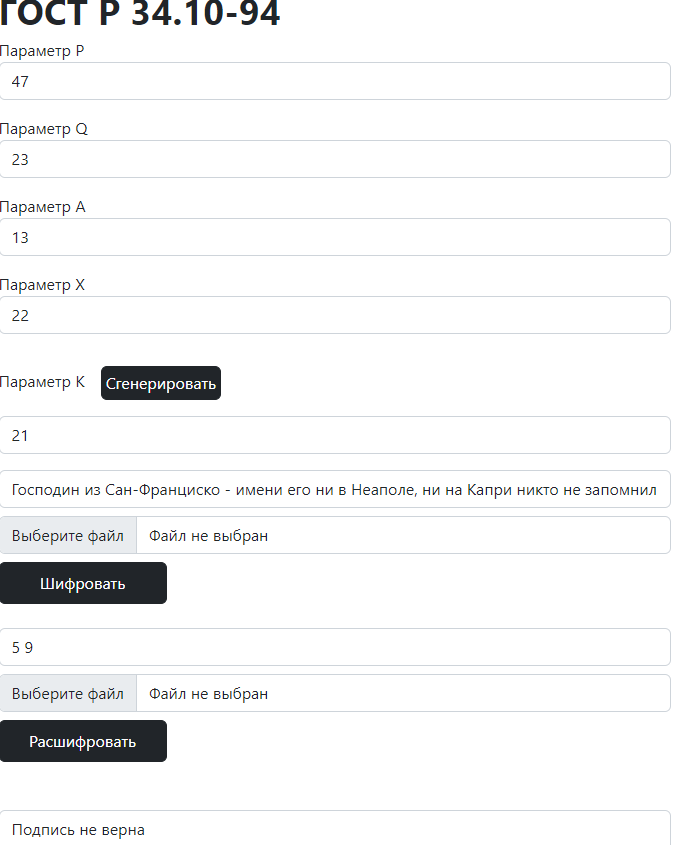 ГОСТ Р 34.10-94
Параметр P
47
Параметр Q
23
Параметр A
13
Параметр X
22
Параметр K Сгенерировать
21
Господин из Сан-Франциско - имени его ни в Неаполе, ни на Капри никто не запомнил
Выберите файл Файл не выбран
Шифровать
5 9
Выберите файл Файл не выбран
Расшифровать
Подпись не верна